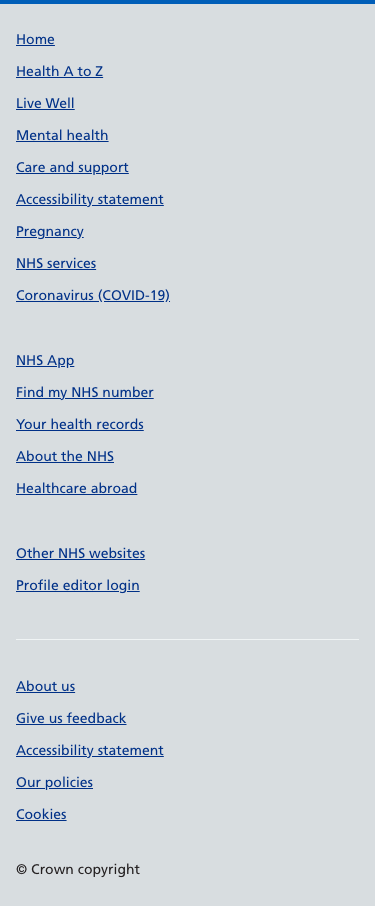 Home
Health A to Z
Live Well
Mental health
Care and support
Accessibility statement
Pregnancy
NHS services
Coronavirus (COVID-19)
NHS App
Find my NHS number
Your health records
About the NHS
Healthcare abroad
Other NHS websites
Profile editor login
About us
Give us feedback
Accessibility statement
Our policies
Cookies
© Crown copyright